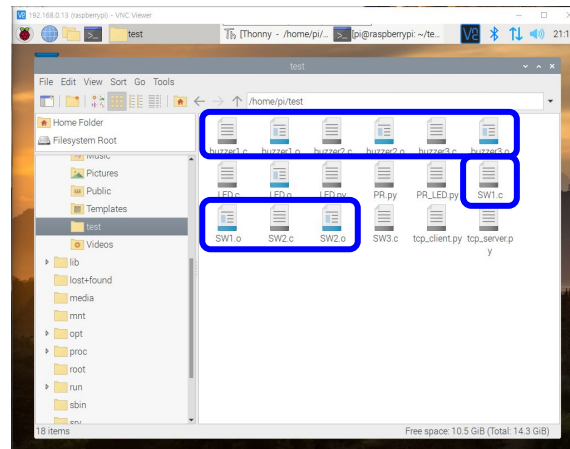 192.168.0.13 (raspberrypi) - VNC Viewer
test
Thonny - /home/pi/...
[pi@raspberrypi: ~/te...
21:1
test
File Edit View Sort Go Tools
/home/pi/test
Home Folder
Filesystem Root
Music
Pictures
Public
Templates
test
Videos
lib
lost+found
media
mnt
opt
proc
root
run
sbin
srv
buzzer1.c buzzer1.o buzzer2.c buzzer2.o buzzer3.c buzzer3.o
LED.c LED.o LED.py PR.py PR_LED.py SW1.c
SW1.o SW2.c SW2.o SW3.c tcp_client.py tcp_server.p
y
18 items
Free space: 10.5 GiB (Total: 14.3 GiB)